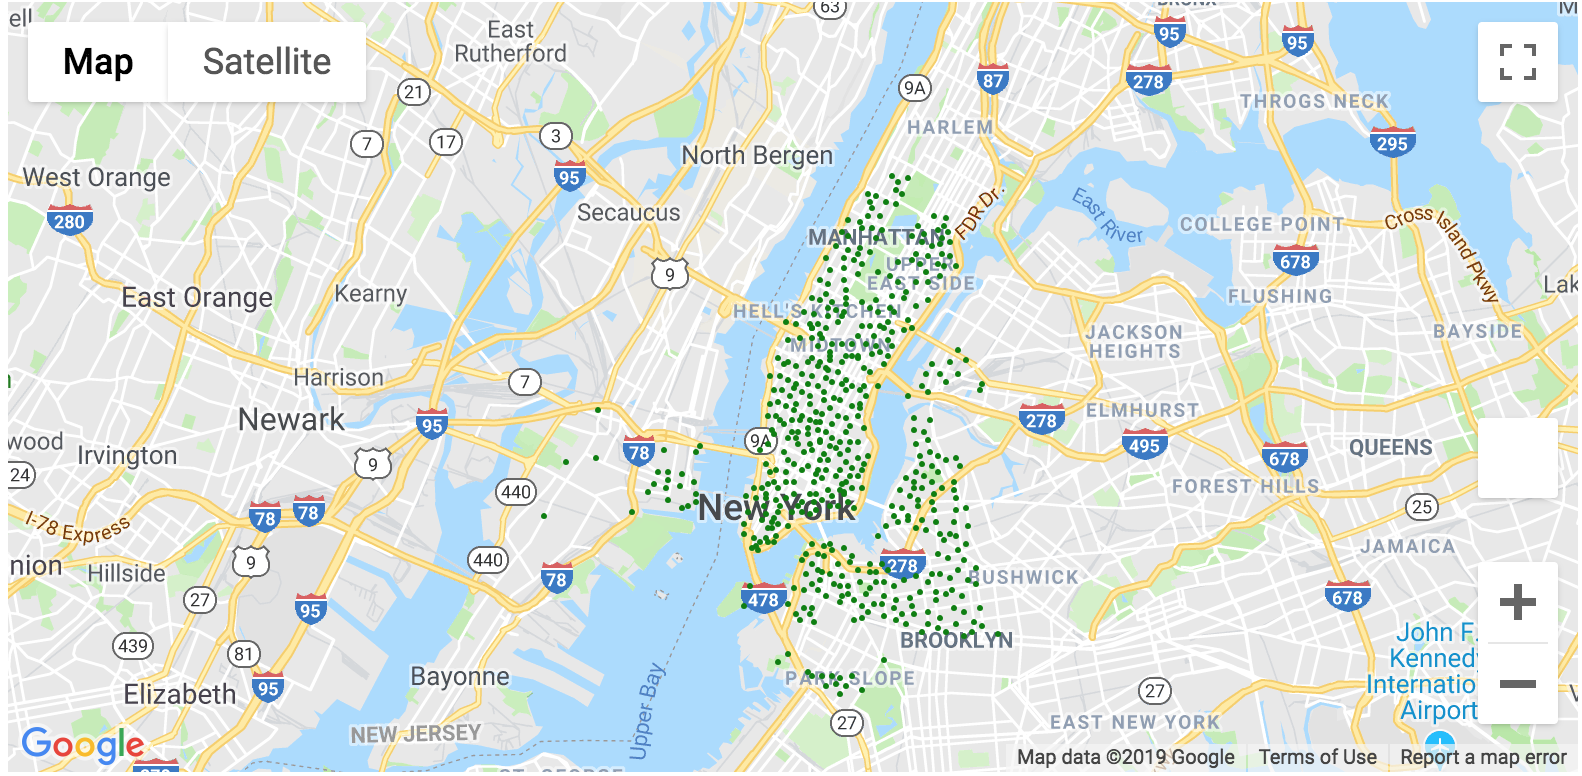 ell
63
BRONX
M
East
Rutherford
95
95
Map
Satellite
87
278
21
9A
THROGS NECK
3
17
7
HARLEM
295
North Bergen
95
West Orange
FDR Dr.
East River
280
Secaucus
COLLEGE POINT
Cross Island Pkwy
MANHATTAN
678
9
UPPER
EAST SIDE
East Orange
Kearny
FLUSHING
Lak
HELL'S KITCHEN
BAYSIDE
MIDTOWN
JACKSON
HEIGHTS
Harrison
7
Newark
95
278
ELMHURST
wood
Irvington
9A
495
QUEENS
78
678
9
24
FOREST HILLS
440
New York
25
78
78
I-78 Express
JAMAICA
nion
Hillside
9
440
78
278
BUSHWICK
27
95
478
678
439
81
BROOKLYN
John F.
Kennedy
Internatio
Airport
Bayonne
PARK SLOPE
Elizabeth
95
27
V
Upper Bay
27
EAST NEW YORK
NEW JERSEY
Google
Map data ©2019 Google
Terms of Use
Report a map error
278
ST. GEORGE